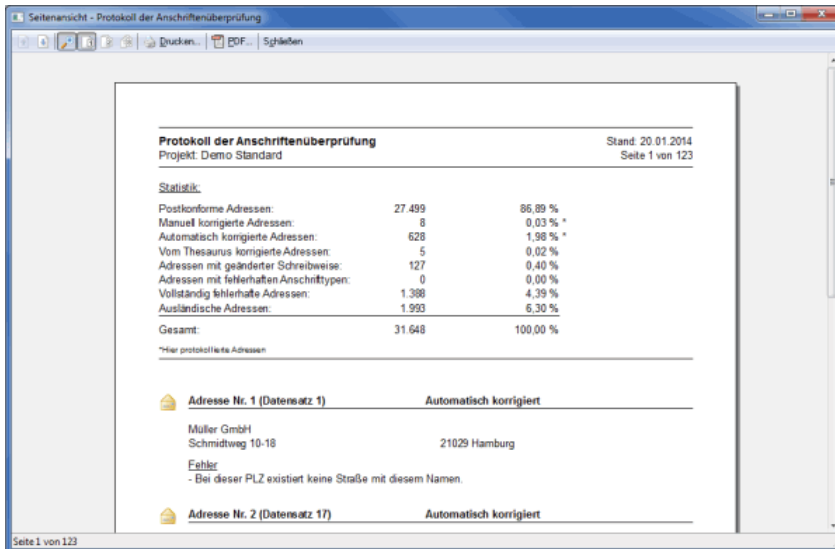 Seitenansicht - Protokoll der Anschriftenüberprüfung
Drucken... PDF... Schließen
Protokoll der Anschriftenüberprüfung Stand: 20.01.2014
Projekt: Demo Standard Seite 1 von 123
Statistik:
Postkonforme Adressen: 27.499 86,89 %
Manuell korrigierte Adressen: 8 0,03 % *
Automatisch korrigierte Adressen: 628 1,98 % *
Vom Thesaurus korrigierte Adressen: 5 0,02 %
Adressen mit geänderter Schreibweise: 127 0,40 %
Adressen mit fehlerhaften Anschrifttypen: 0 0,00 %
Vollständig fehlerhafte Adressen: 1.388 4,39 %
Ausländische Adressen: 1.993 6,30 %
Gesamt: 31.648 100,00 %
*Hier protokollierte Adressen
Adresse Nr. 1 (Datensatz 1) Automatisch korrigiert
Müller GmbH
Schmidtweg 10-18 21029 Hamburg
Fehler
- Bei dieser PLZ existiert keine Straße mit diesem Namen.
Adresse Nr. 2 (Datensatz 17) Automatisch korrigiert
Seite 1 von 123